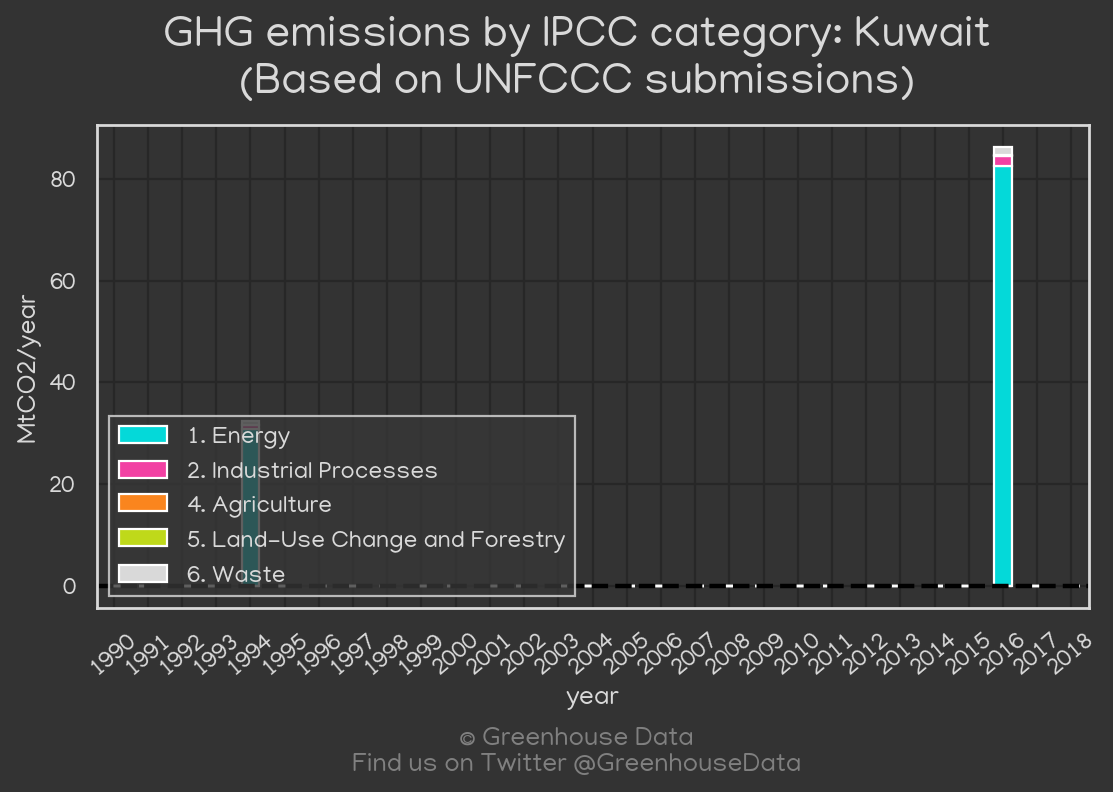 GHG emissions by IPCC category: Kuwait
(Based on UNFCCC submissions)
MtCO2/year
80
60
40
20
0
1. Energy
2. Industrial Processes
4. Agriculture
5. Land-Use Change and Forestry
6. Waste
1990 1991 1992 1993 1994 1995 1996 1997 1998 1999 2000 2001 2002 2003 2004 2005 2006 2007 2008 2009 2010 2011 2012 2013 2014 2015 2016 2017 2018
year
© Greenhouse Data
Find us on Twitter @GreenhouseData